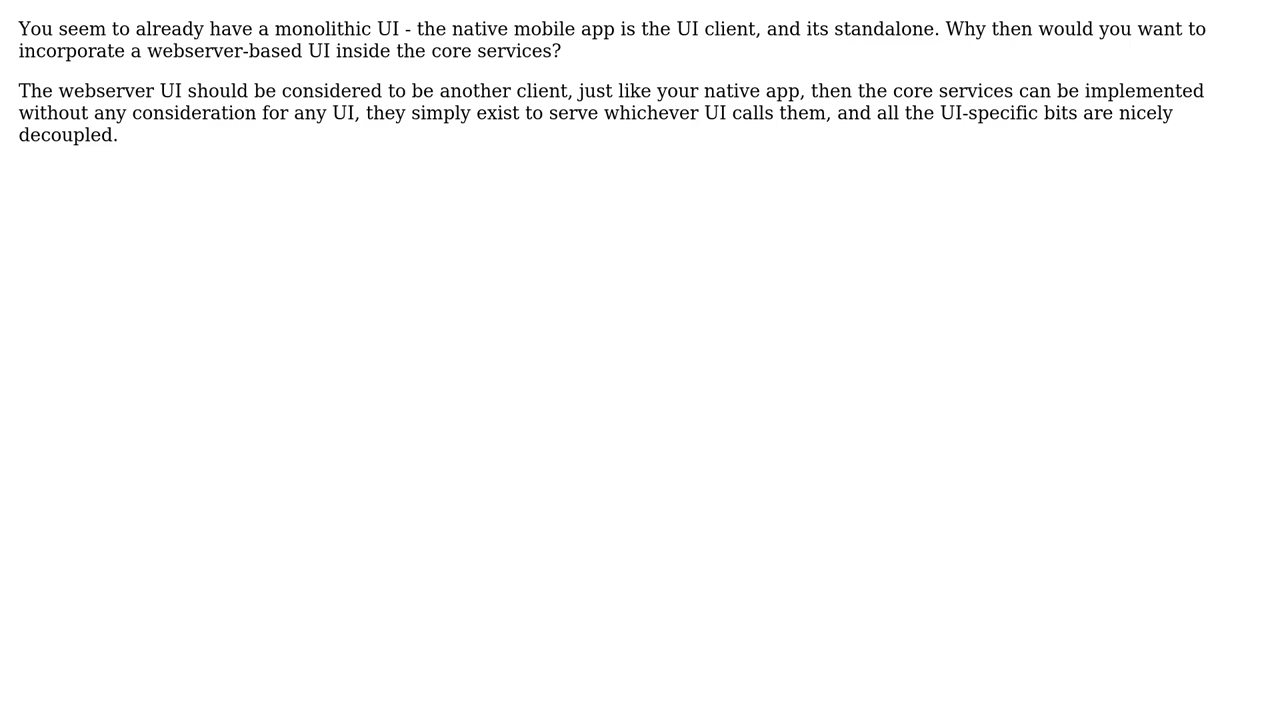 You seem to already have a monolithic UI - the native mobile app is the UI client, and its standalone. Why then would you want to
incorporate a webserver-based UI inside the core services?
The webserver UI should be considered to be another client, just like your native app, then the core services can be implemented
without any consideration for any UI, they simply exist to serve whichever UI calls them, and all the UI-specific bits are nicely
decoupled.